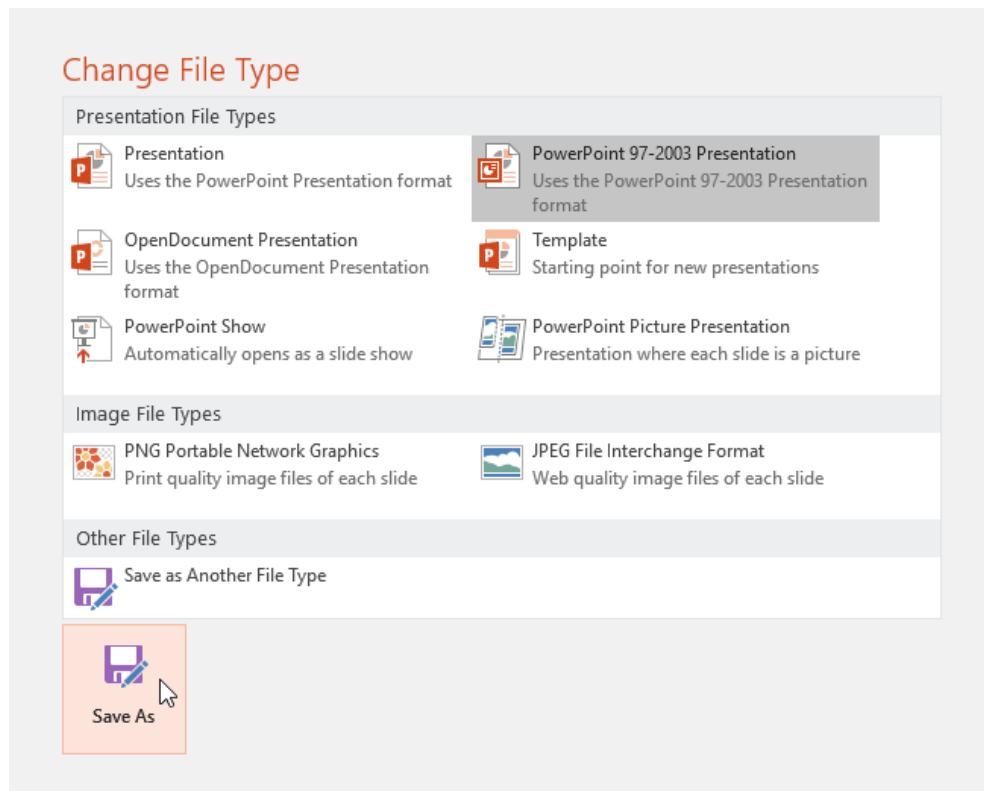 Change File Type
Presentation File Types
Presentation
Uses the PowerPoint Presentation format
PowerPoint 97-2003 Presentation
Uses the PowerPoint 97-2003 Presentation
format
OpenDocument Presentation
Uses the OpenDocument Presentation
format
Template
Starting point for new presentations
PowerPoint Show
Automatically opens as a slide show
PowerPoint Picture Presentation
Presentation where each slide is a picture
Image File Types
PNG Portable Network Graphics
Print quality image files of each slide
JPEG File Interchange Format
Web quality image files of each slide
Other File Types
Save as Another File Type
Save As